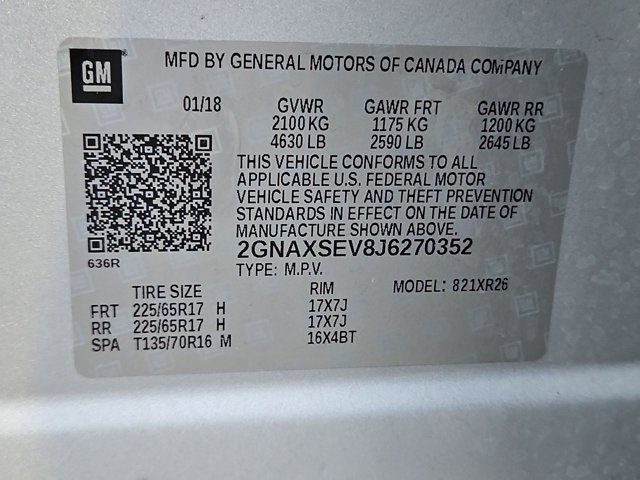 GM
MFD BY GENERAL MOTORS OF CANADA COMPANY
01/18 GVWR GAWR FRT GAWR RR
2100 KG 1175 KG 1200 KG
4630 LB 2590 LB 2645 LB
THIS VEHICLE CONFORMS TO ALL
APPLICABLE U.S. FEDERAL MOTOR
VEHICLE SAFETY AND THEFT PREVENTION
STANDARDS IN EFFECT ON THE DATE OF
MANUFACTURE SHOWN ABOVE.
2GNAXSEV8J6270352
636R
TYPE: M.P.V.
TIRE SIZE RIM MODEL: 821XR26
FRT 225/65R17 H 17X7J
RR 225/65R17 H 17X7J
SPA T135/70R16 M 16X4BT